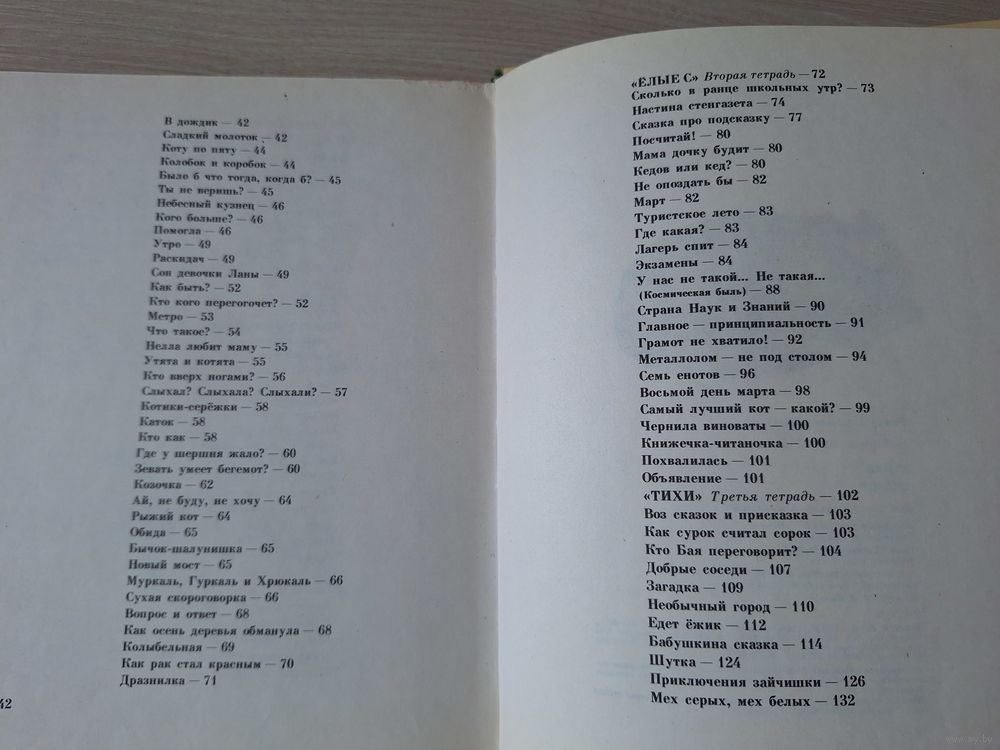 В дождик — 42
Сладкий молоток — 42
Коту по пяту — 44
Колобок и коробок — 44
Было б что тогда, когда б? — 45
Ты не веришь? — 45
Небесный кузнец — 46
Кого больше? — 46
Помогла — 46
Утро — 49
Раскидач — 49
Сон девочки Ланы — 49
Как быть? — 52
Кто кого перегогочет? — 52
Метро — 53
Что такое? — 54
Нелла любит маму — 55
Утята и котята — 55
Кто вверх ногами? — 56
Слыхал? Слыхала? Слыхали? — 57
Котики-серёжки — 58
Каток — 58
Кто как — 58
Где у шершня жало? — 60
Зевать умеет бегемот? — 60
Козочка — 62
Ай, не буду, не хочу — 64
Рыжий кот — 64
Обида — 65
Бычок-шалунишка — 65
Новый мост — 65
Муркаль, Гуркаль и Хрюкаль — 66
Сухая скороговорка — 66
Вопрос и ответ — 68
Как осень деревья обманула — 68
Колыбельная — 69
Как рак стал красным — 70
Дразнилка — 71
42
«ЁЛЫЕ С» Вторая тетрадь — 72
Сколько в ранце школьных утр? — 73
Настина стенгазета — 74
Сказка про подсказку — 77
Посчитай! — 80
Мама дочку будит — 80
Кедов или кед? — 80
Не опоздать бы — 82
Март — 82
Туристское лето — 83
Где какая? — 83
Лагерь спит — 84
Экзамены — 84
У нас не такой... Не такая...
(Космическая быль) — 88
Страна Наук и Знаний — 90
Главное — принципиальность — 91
Грамот не хватило! — 92
Металлолом — не под столом — 94
Семь енотов — 96
Восьмой день марта — 98
Самый лучший кот — какой? — 99
Чернила виноваты — 100
Книжечка-читаночка — 100
Похвалилась — 101
Объявление — 101
«ТИХИ» Третья тетрадь — 102
Воз сказок и присказка — 103
Как сурок считал сорок — 103
Кто Бая переговорит? — 104
Добрые соседи — 107
Загадка — 109
Необычный город — 110
Едет ёжик — 112
Бабушкина сказка — 114
Шутка — 124
Приключения зайчишки — 126
Мех серых, мех белых — 132
www.ay.by